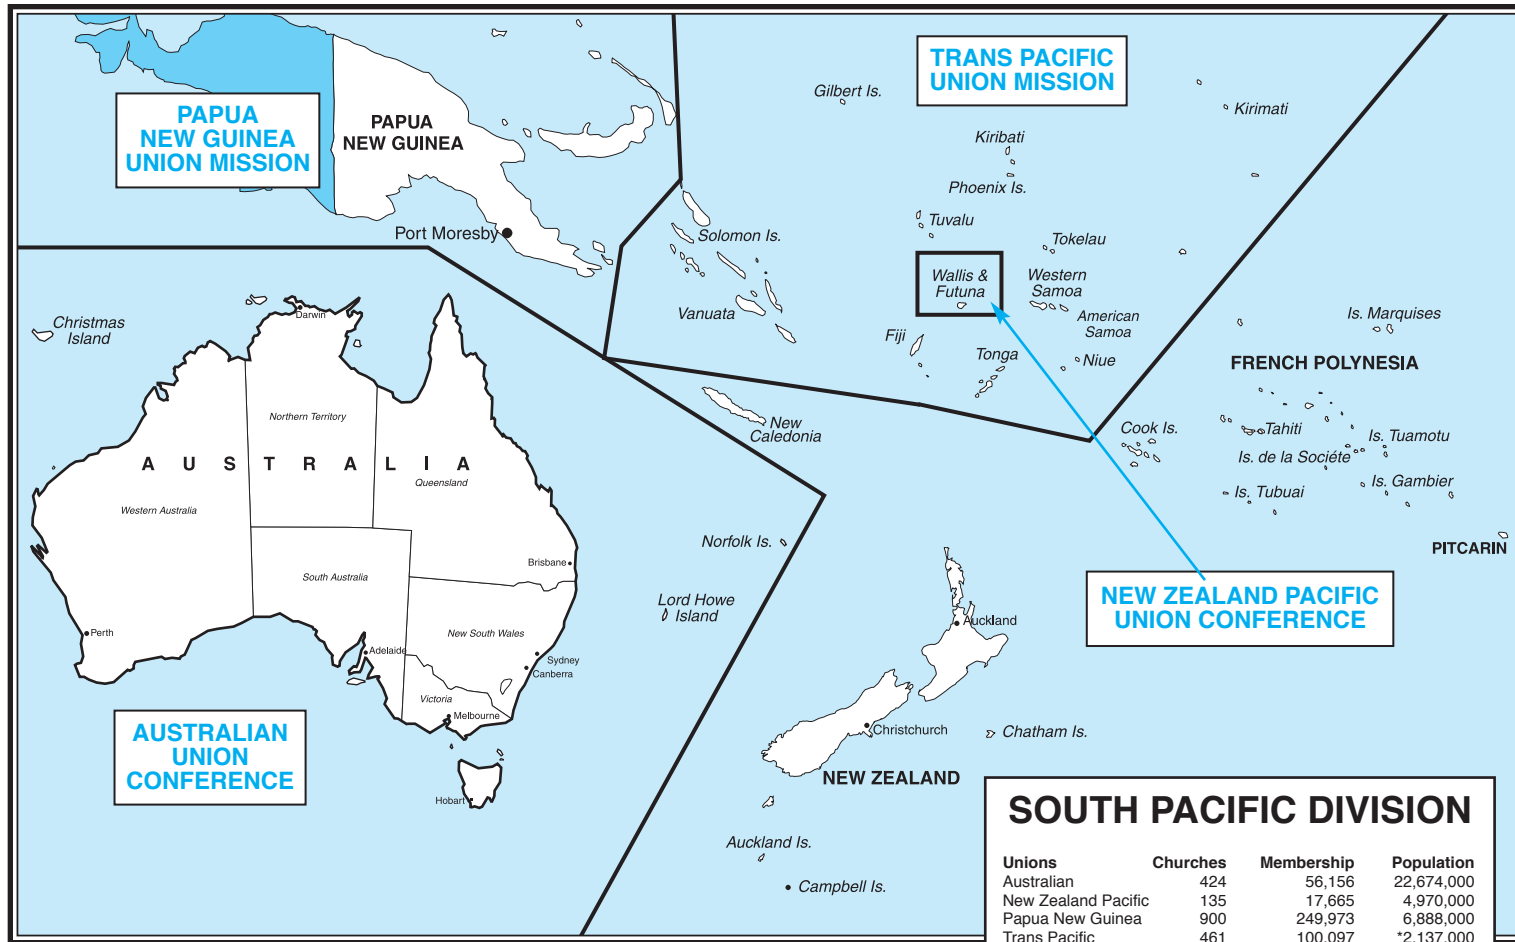 TRANS PACIFIC
UNION MISSION
Gilbert Is.
Kirimati
PAPUA
NEW GUINEA
UNION MISSION
PAPUA
NEW GUINEA
Kiribati
Phoenix Is.
Tuvalu
Port Moresby
Solomon Is.
Tokelau
Wallis &
Futuna
Western
Samoa
Vanuata
American
Samoa
Christmas
Island
Darwin
Is. Marquises
Fiji
Tonga
Niue
FRENCH POLYNESIA
Northern Territory
New
Caledonia
Cook Is.
Tahiti
Is. Tuamotu
AUSTRALIA
Is. de la Sociéte
Queensland
Is. Gambier
Is. Tubuai
Western Australia
Norfolk Is.
PITCARIN
Brisbane
South Australia
Lord Howe
Island
NEW ZEALAND PACIFIC
UNION CONFERENCE
Auckland
Perth
New South Wales
Adelaide
Sydney
Canberra
Victoria
Melbourne
AUSTRALIAN
UNION
CONFERENCE
Christchurch
Chatham Is.
NEW ZEALAND
Hobart
Auckland Is.
Campbell Is.
SOUTH PACIFIC DIVISION
Unions Churches Membership Population
Australian 424 56,156 22,674,000
New Zealand Pacific 135 17,665 4,970,000
Papua New Guinea 900 249,973 6,888,000
Trans Pacific 461 100,097 *2,137,000